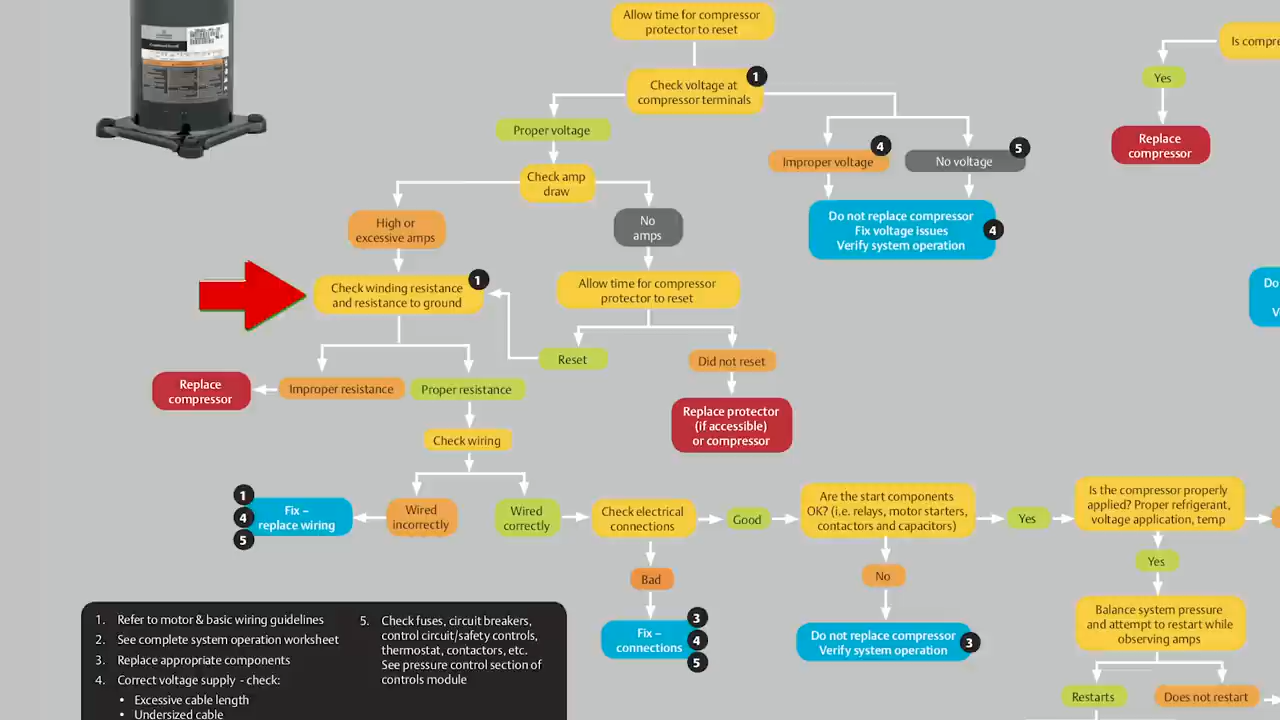 Allow time for compressor
protector to reset
Check voltage at
compressor terminals
1
Is compre
Yes
Replace
compressor
Proper voltage
Improper voltage
4
No voltage
5
Check amp
draw
Do not replace compressor
Fix voltage issues
Verify system operation
4
High or
excessive amps
No
amps
Check winding resistance
and resistance to ground
1
Allow time for compressor
protector to reset
Do
V
Reset
Did not reset
Replace
compressor
Improper resistance
Proper resistance
Replace protector
(if accessible)
or compressor
Check wiring
1
4
5
Fix –
replace wiring
Wired
incorrectly
Wired
correctly
Check electrical
connections
Good
Are the start components
OK? (i.e. relays, motor starters,
contactors and capacitors)
Yes
Is the compressor properly
applied? Proper refrigerant,
voltage application, temp
Bad
No
Yes
Fix –
connections
3
4
5
Do not replace compressor
Verify system operation
3
Balance system pressure
and attempt to restart while
observing amps
Restarts
Does not restart
1. Refer to motor & basic wiring guidelines
2. See complete system operation worksheet
3. Replace appropriate components
4. Correct voltage supply - check:
• Excessive cable length
• Undersized cable
5. Check fuses, circuit breakers,
control circuit/safety controls,
thermostat, contactors, etc.
See pressure control section of
controls module